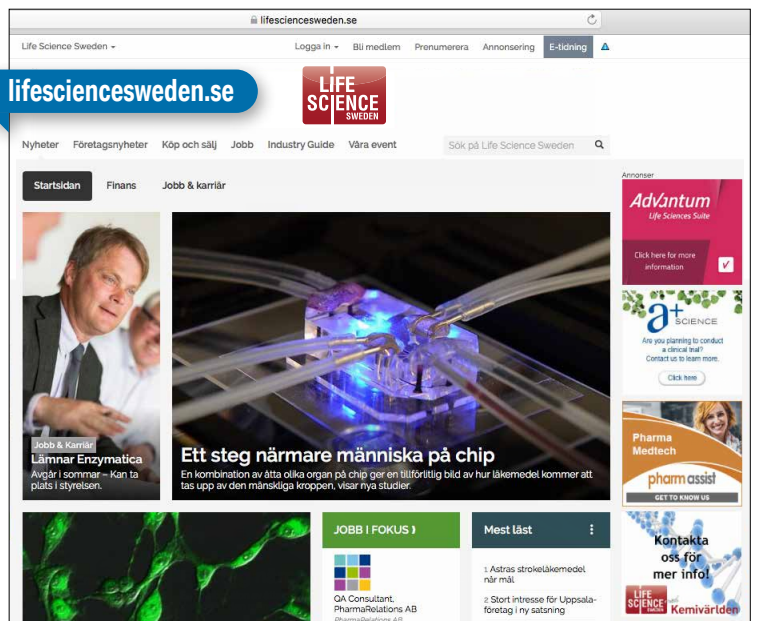 lifesciencesweden.se
Life Science Sweden
Logga in
Bli medlem
Prenumerera
Annonsering
E-tidning
lifesciencesweden.se
LIFE
SCIENCE
SWEDEN
Nyheter
Företagsnyheter
Köp och sälj
Jobb
Industry Guide
Våra event
Sök på Life Science Sweden
Startsidan
Finans
Jobb & karriär
Annonser
Advantum
Life Sciences Suite
Click here for more
information
a+
SCIENCE
Are you planning to conduct
a clinical trial?
Contact us to learn more.
Click here
Jobb & Karriär
Lämnar Enzymatica
Avgår i sommar – Kan ta
plats i styrelsen.
Ett steg närmare människa på chip
En kombination av åtta olika organ på chip ger en tillförlitlig bild av hur läkemedel kommer att
tas upp av den mänskliga kroppen, visar nya studier.
Pharma
Medtech
pharm assist
GET TO KNOW US
JOBB I FOKUS
QA Consultant,
PharmaRelations AB
PharmaRelations AB
Mest läst
1 Astras strokeläkemedel
når mål
2 Stort intresse för Uppsala-
företag i ny satsning
Kontakta
oss för
mer info!
LIFE
SCIENCE
SWEDEN
med
Kemivärlden